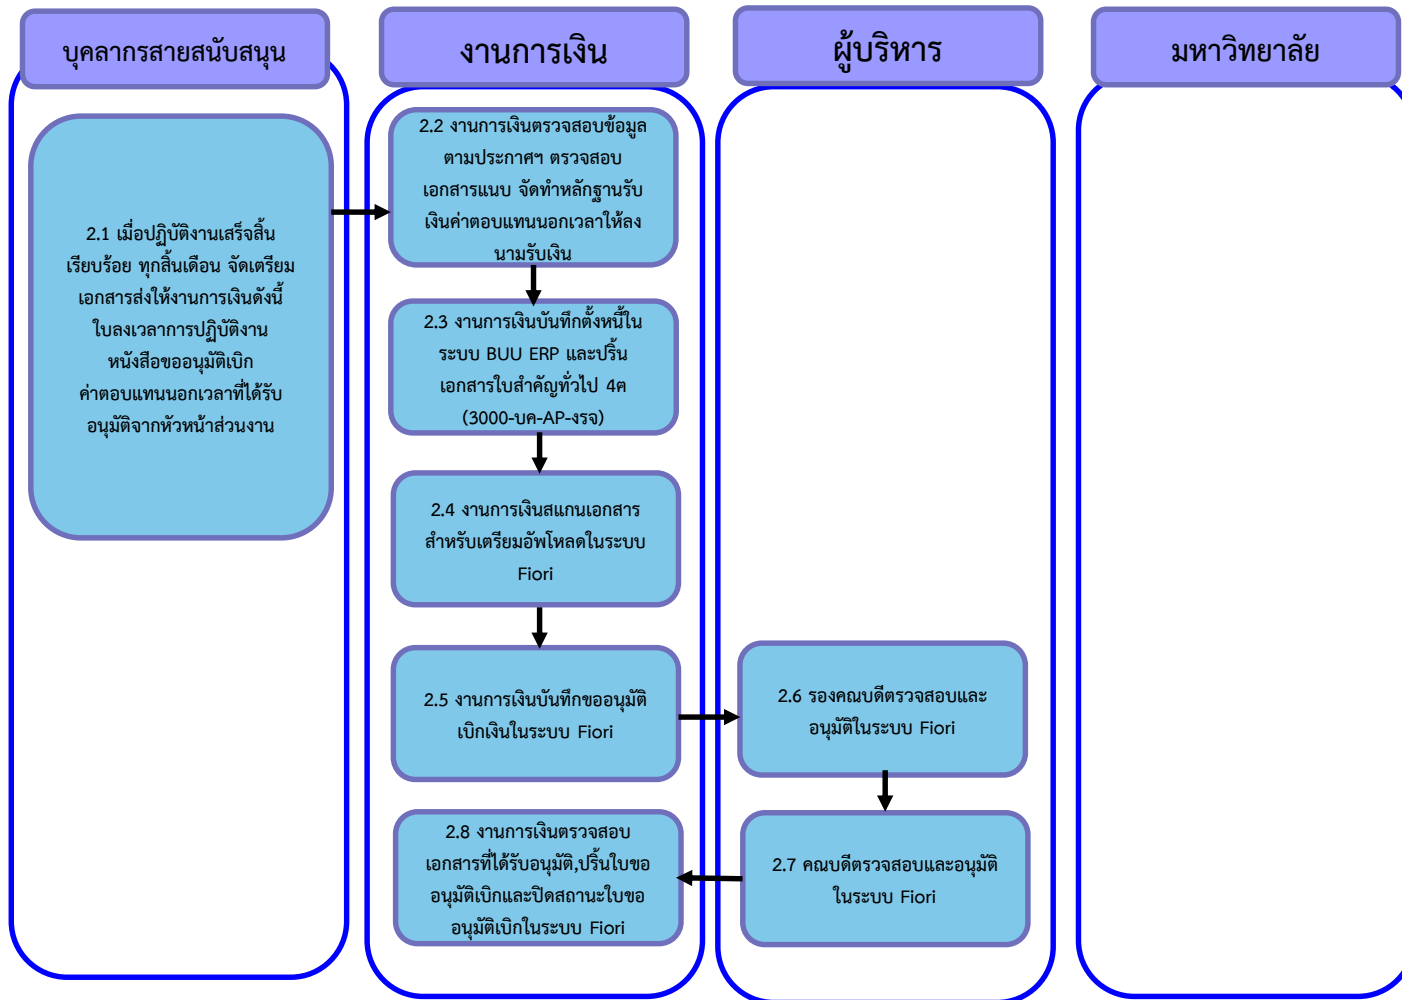 บุคลากรสายสนับสนุน
งานการเงิน
ผู้บริหาร
มหาวิทยาลัย
2.1 เมื่อปฏิบัติงานเสร็จสิ้น
เรียบร้อย ทุกสิ้นเดือน จัดเตรียม
เอกสารส่งให้งานการเงินดังนี้
ใบลงเวลาการปฏิบัติงาน
หนังสือขออนุมัติเบิก
ค่าตอบแทนนอกเวลาที่ได้รับ
อนุมัติจากหัวหน้าส่วนงาน
2.2 งานการเงินตรวจสอบข้อมูล
ตามประกาศฯ ตรวจสอบ
เอกสารแนบ จัดทำหลักฐานรับ
เงินค่าตอบแทนนอกเวลาให้ลง
นามรับเงิน
2.3 งานการเงินบันทึกตั้งหนี้ใน
ระบบ BUU ERP และปริ้น
เอกสารใบสำคัญทั่วไป 4ฅ
(3000-บค-AP-งรจ)
2.4 งานการเงินสแกนเอกสาร
สำหรับเตรียมอัพโหลดในระบบ
Fiori
2.5 งานการเงินบันทึกขออนุมัติ
เบิกเงินในระบบ Fiori
2.6 รองคณบดีตรวจสอบและ
อนุมัติในระบบ Fiori
2.7 คณบดีตรวจสอบและอนุมัติ
ในระบบ Fiori
2.8 งานการเงินตรวจสอบ
เอกสารที่ได้รับอนุมัติ,ปริ้นใบขอ
อนุมัติเบิกและปิดสถานะใบขอ
อนุมัติเบิกในระบบ Fiori